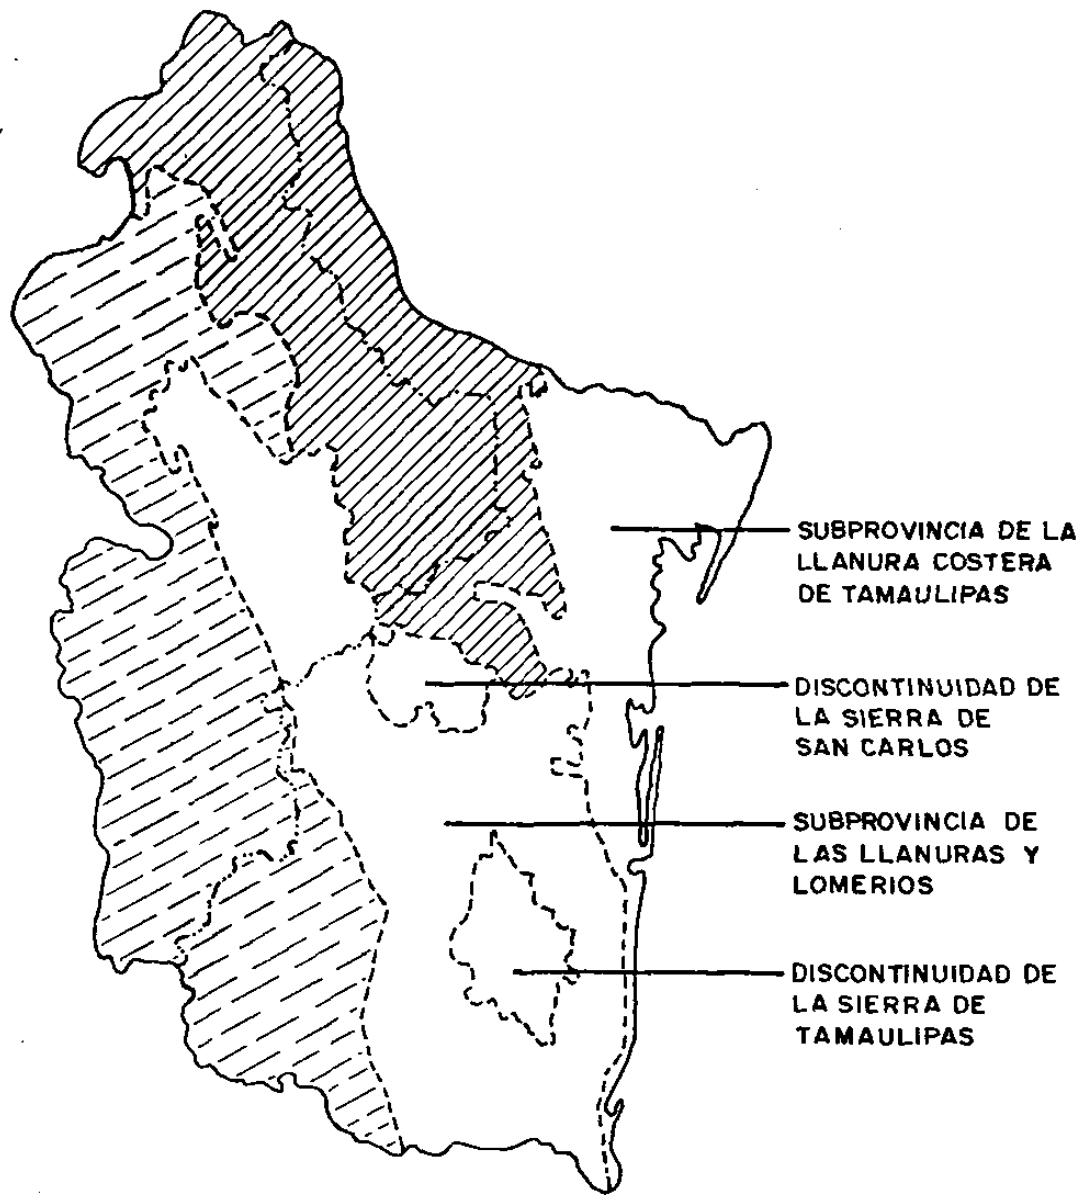 SUBPROVINCIA DE LA
LLANURA COSTERA
DE TAMAULIPAS
DISCONTINUIDAD DE
LA SIERRA DE
SAN CARLOS
SUBPROVINCIA DE
LAS LLANURAS Y
LOMERIOS
DISCONTINUIDAD DE
LA SIERRA DE
TAMAULIPAS